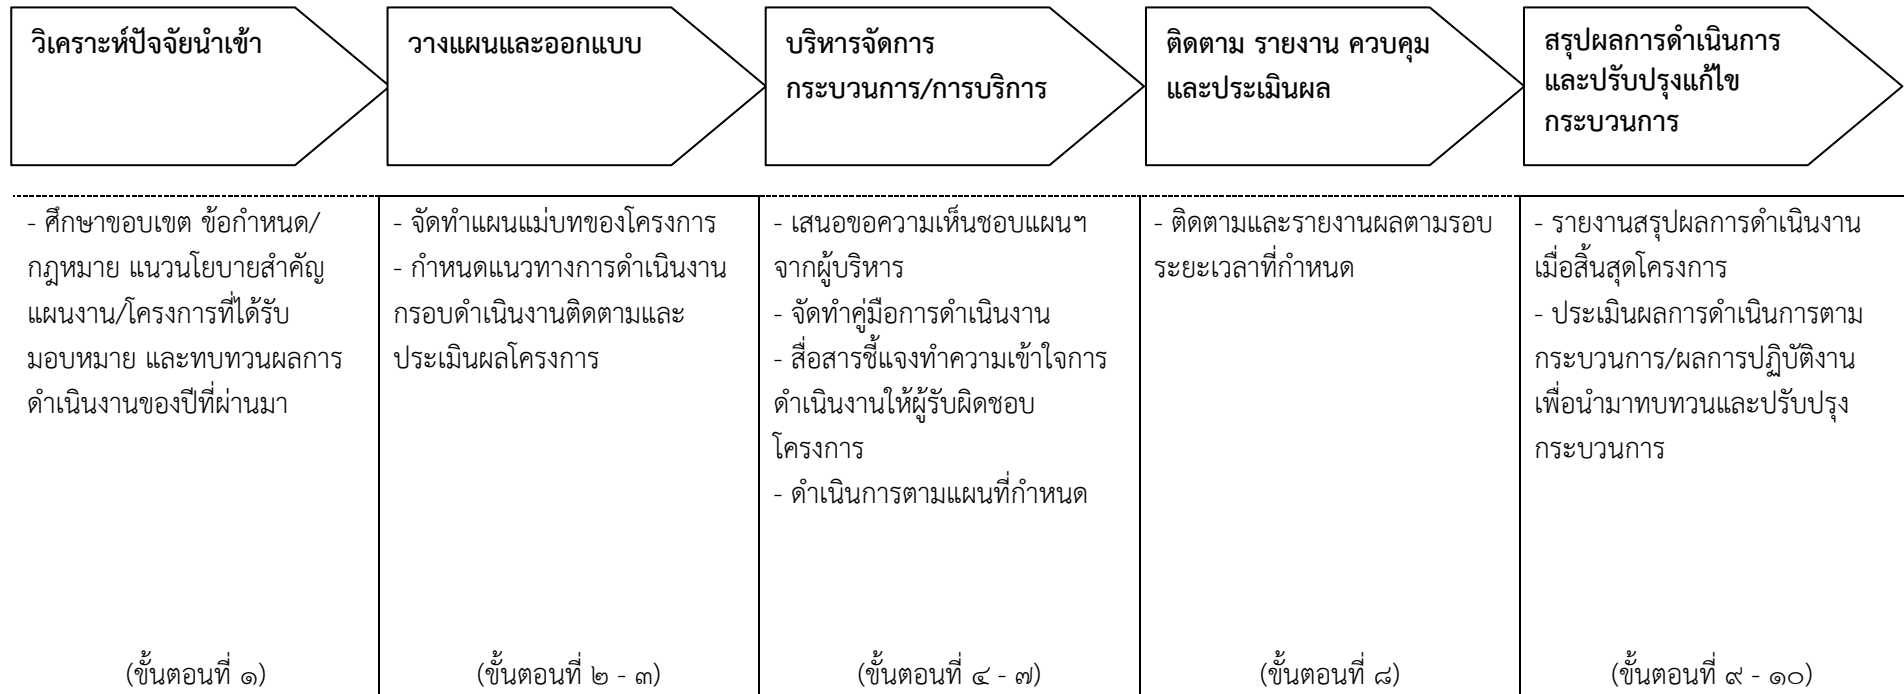 วิเคราะห์ปัจจัยนำเข้า
วางแผนและออกแบบ
บริหารจัดการ
กระบวนการ/การบริการ
ติดตาม รายงาน ควบคุม
และประเมินผล
สรุปผลการดำเนินการ
และปรับปรุงแก้ไข
กระบวนการ
- ศึกษาขอบเขต ข้อกำหนด/
กฎหมาย แนวนโยบายสำคัญ
แผนงาน/โครงการที่ได้รับ
มอบหมาย และทบทวนผลการ
ดำเนินงานของปีที่ผ่านมา
(ขั้นตอนที่ ๑)
- จัดทำแผนแม่บทของโครงการ
- กำหนดแนวทางการดำเนินงาน
กรอบดำเนินงานติดตามและ
ประเมินผลโครงการ
(ขั้นตอนที่ ๒ - ๓)
- เสนอขอความเห็นชอบแผนฯ
จากผู้บริหาร
- จัดทำคู่มือการดำเนินงาน
- สื่อสารชี้แจงทำความเข้าใจการ
ดำเนินงานให้ผู้รับผิดชอบ
โครงการ
- ดำเนินการตามแผนที่กำหนด
(ขั้นตอนที่ ๔ - ๗)
- ติดตามและรายงานผลตามรอบ
ระยะเวลาที่กำหนด
(ขั้นตอนที่ ๘)
- รายงานสรุปผลการดำเนินงาน
เมื่อสิ้นสุดโครงการ
- ประเมินผลการดำเนินการตาม
กระบวนการ/ผลการปฏิบัติงาน
เพื่อนำมาทบทวนและปรับปรุง
กระบวนการ
(ขั้นตอนที่ ๙ - ๑๐)